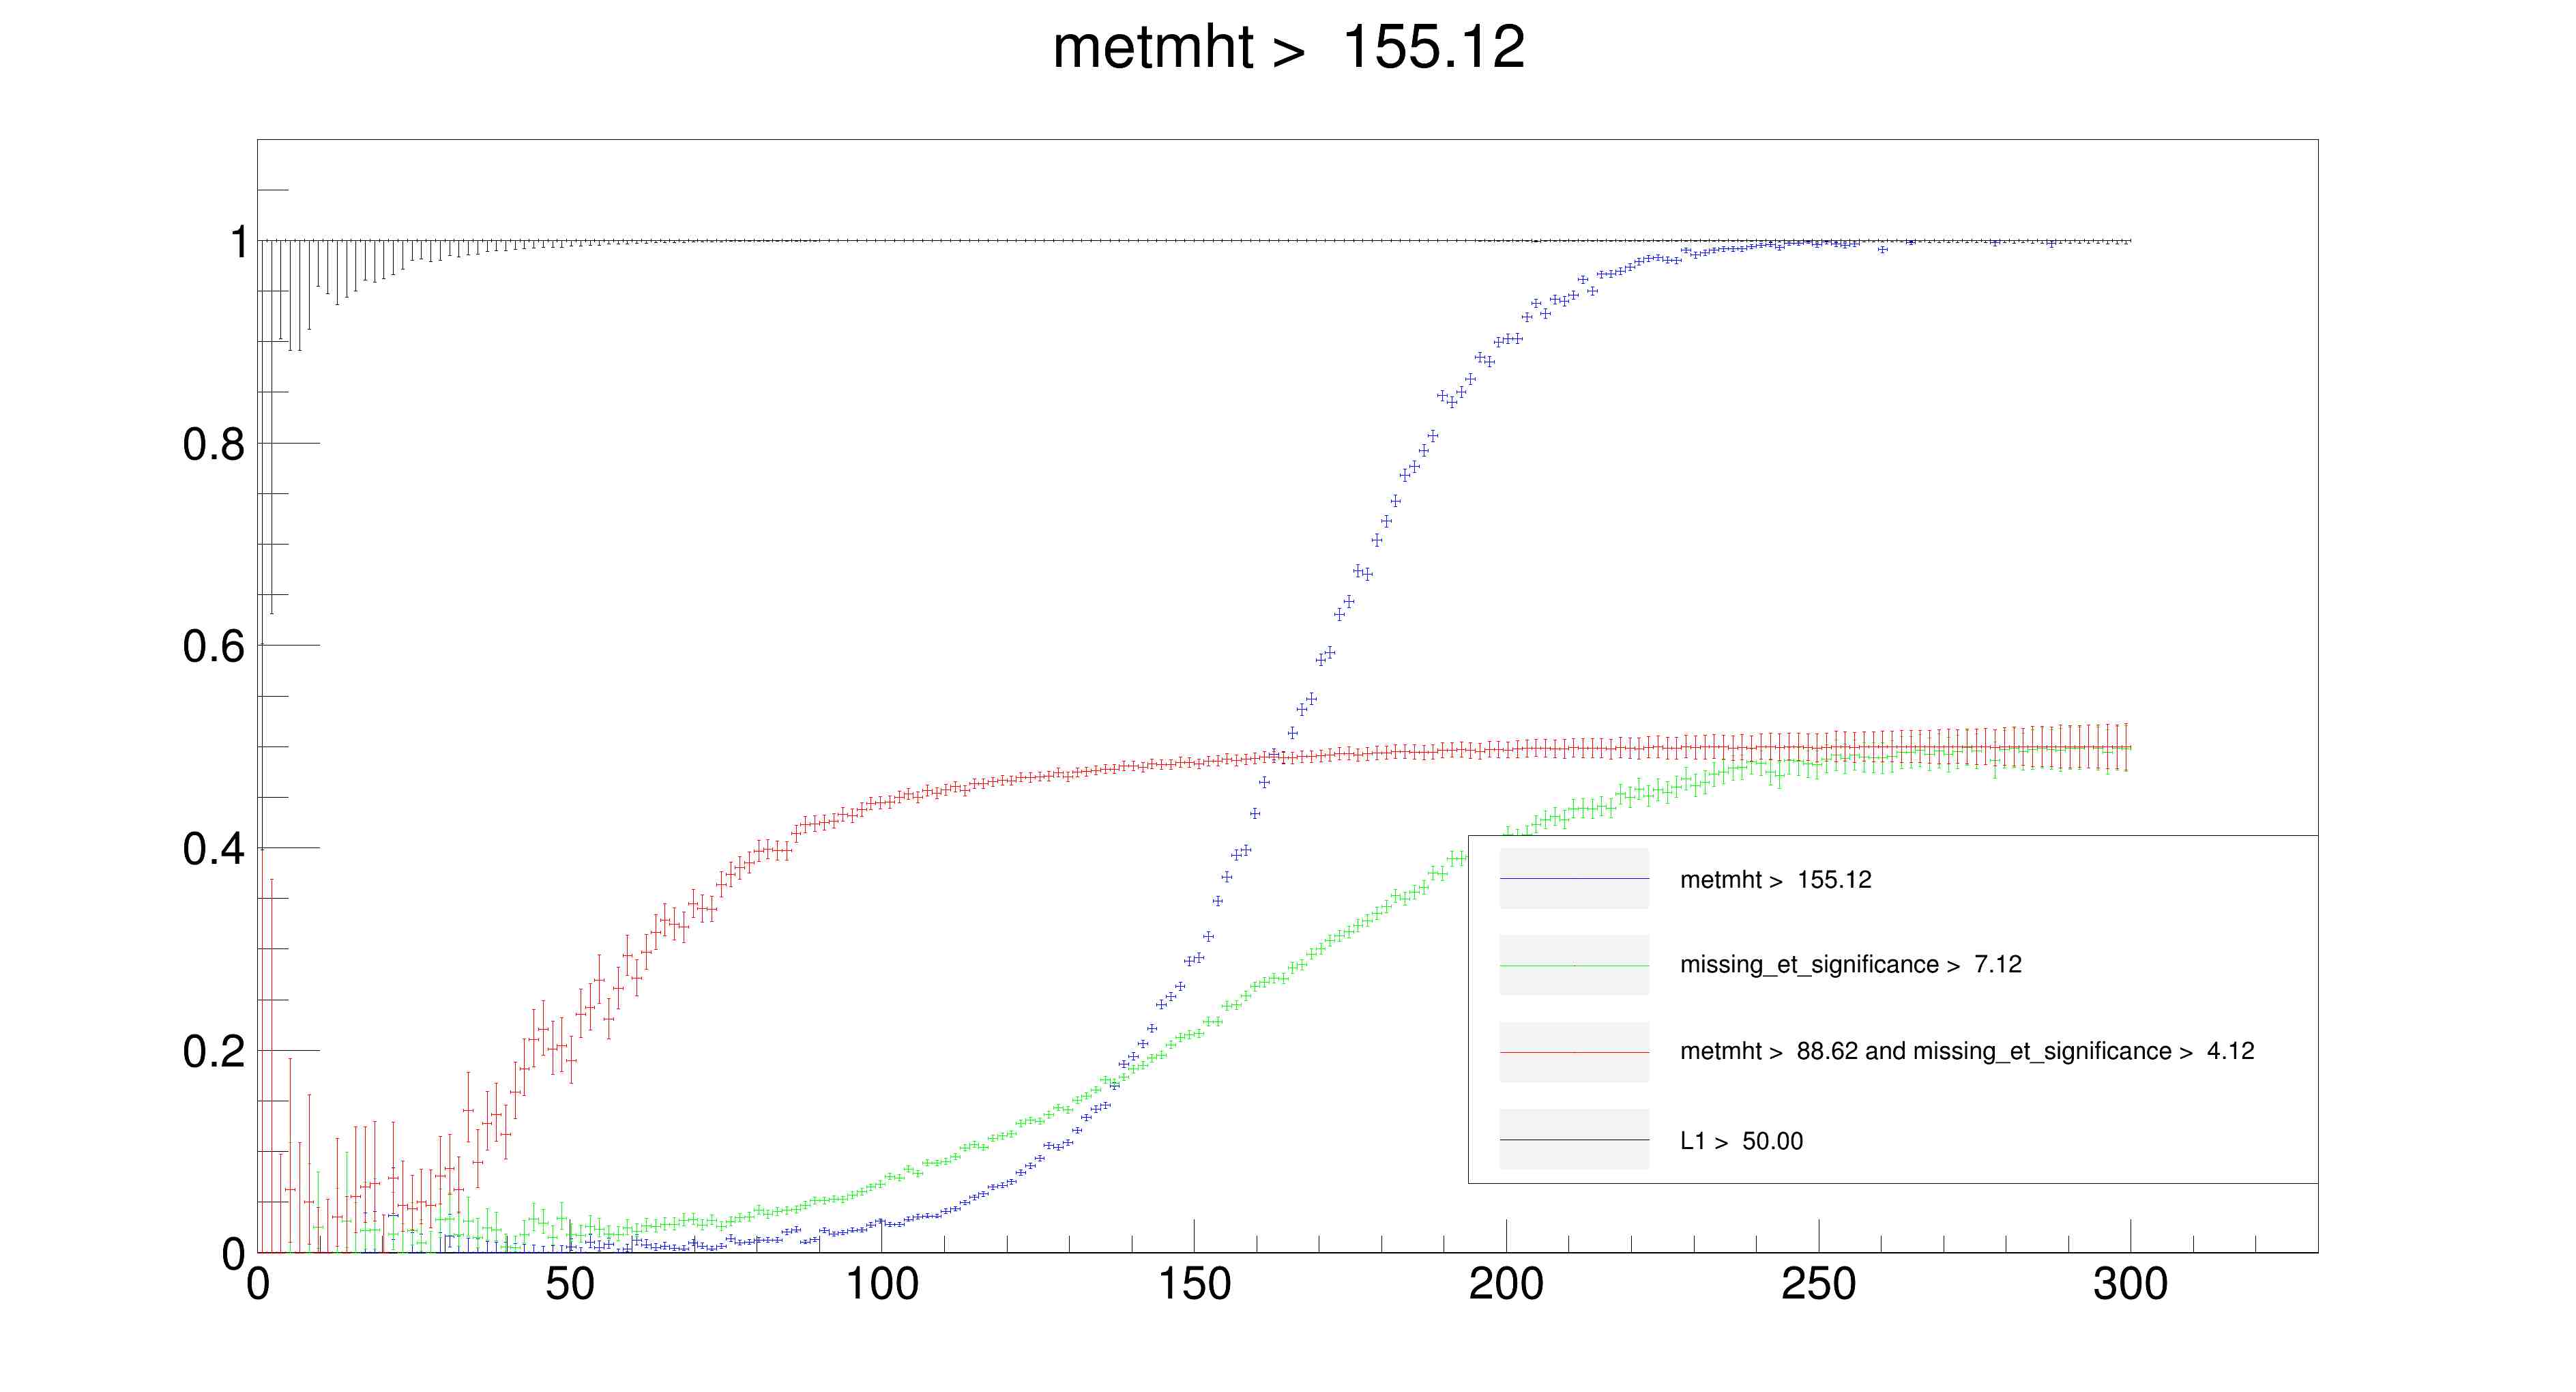 metmht > 155.12
1
0.8
0.6
0.4
0.2
0
metmht > 155.12
missing_et_significance > 7.12
metmht > 88.62 and missing_et_significance > 4.12
L1 > 50.00
0 50 100 150 200 250 300